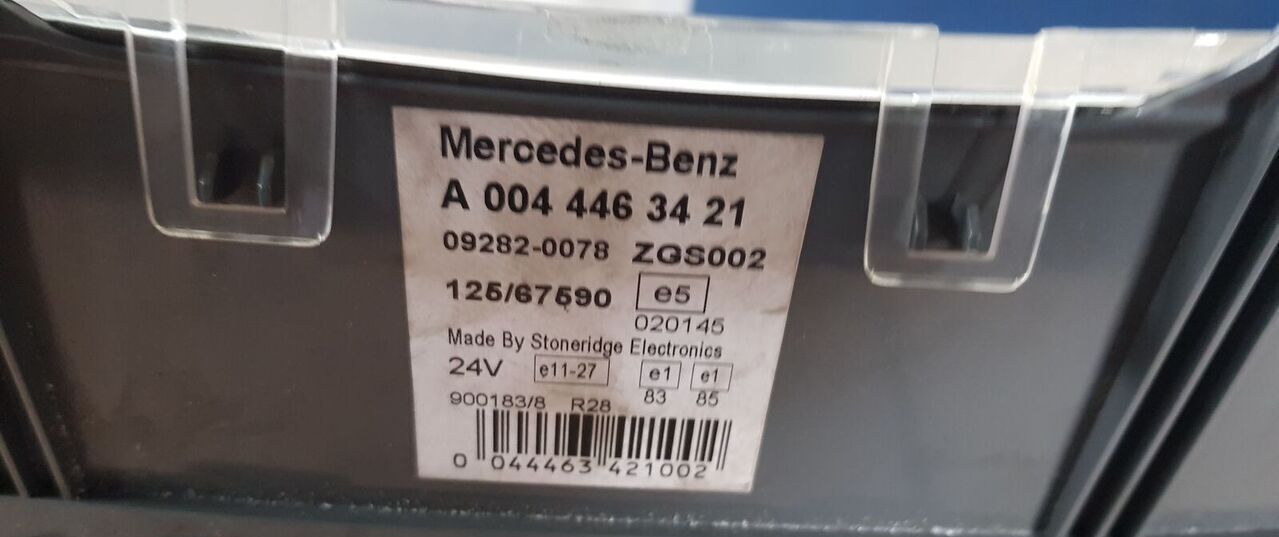 Mercedes-Benz
A 004 446 34 21
09282-0078 ZGS002
125/67590 e5
020145
Made By Stoneridge Electronics
24V e11-27 e1 e1
83 85
900183/8 R28
0 044463 421002